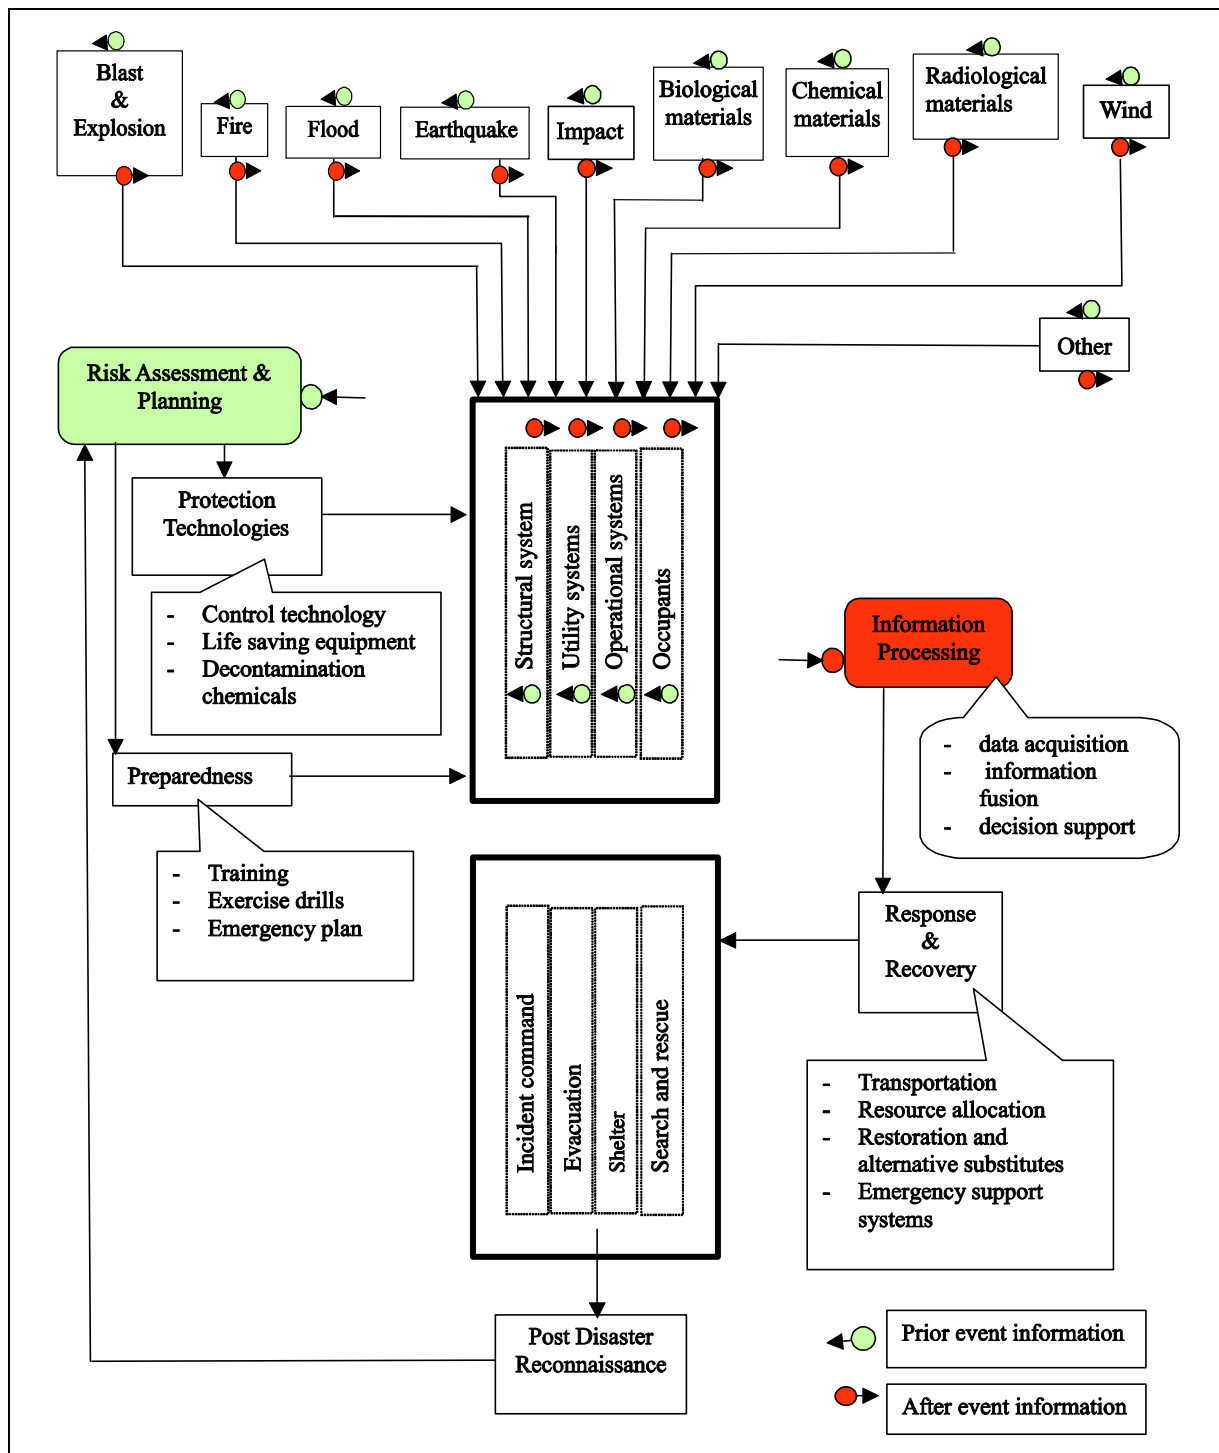 Blast
&
Explosion
Fire
Flood
Earthquake
Impact
Biological
materials
Chemical
materials
Radiological
materials
Wind
Other
Risk Assessment &
Planning
Protection
Technologies
- Control technology
- Life saving equipment
- Decontamination
chemicals
Preparedness
- Training
- Exercise drills
- Emergency plan
Structural system
Utility systems
Operational systems
Occupants
Information
Processing
- data acquisition
- information
fusion
- decision support
Response
&
Recovery
- Transportation
- Resource allocation
- Restoration and
alternative substitutes
- Emergency support
systems
Incident command
Evacuation
Shelter
Search and rescue
Post Disaster
Reconnaissance
Prior event information
After event information